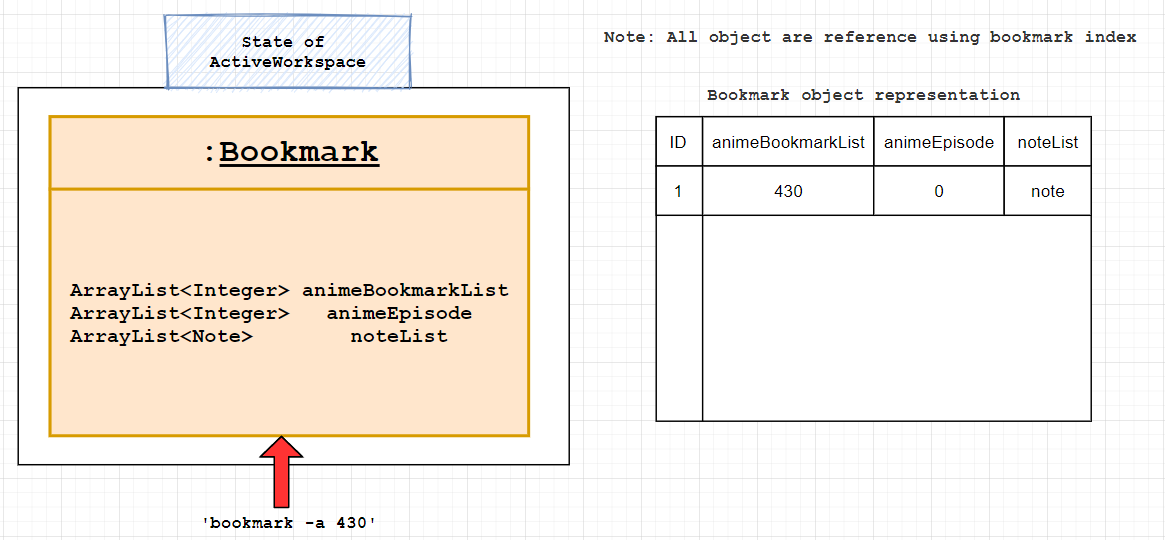 State of
ActiveWorkspace
:Bookmark
ArrayList<Integer> animeBookmarkList
ArrayList<Integer> animeEpisode
ArrayList<Note> noteList
'bookmark -a 430'
Note: All object are reference using bookmark index
Bookmark object representation
ID animeBookmarkList animeEpisode noteList
1 430 0 note